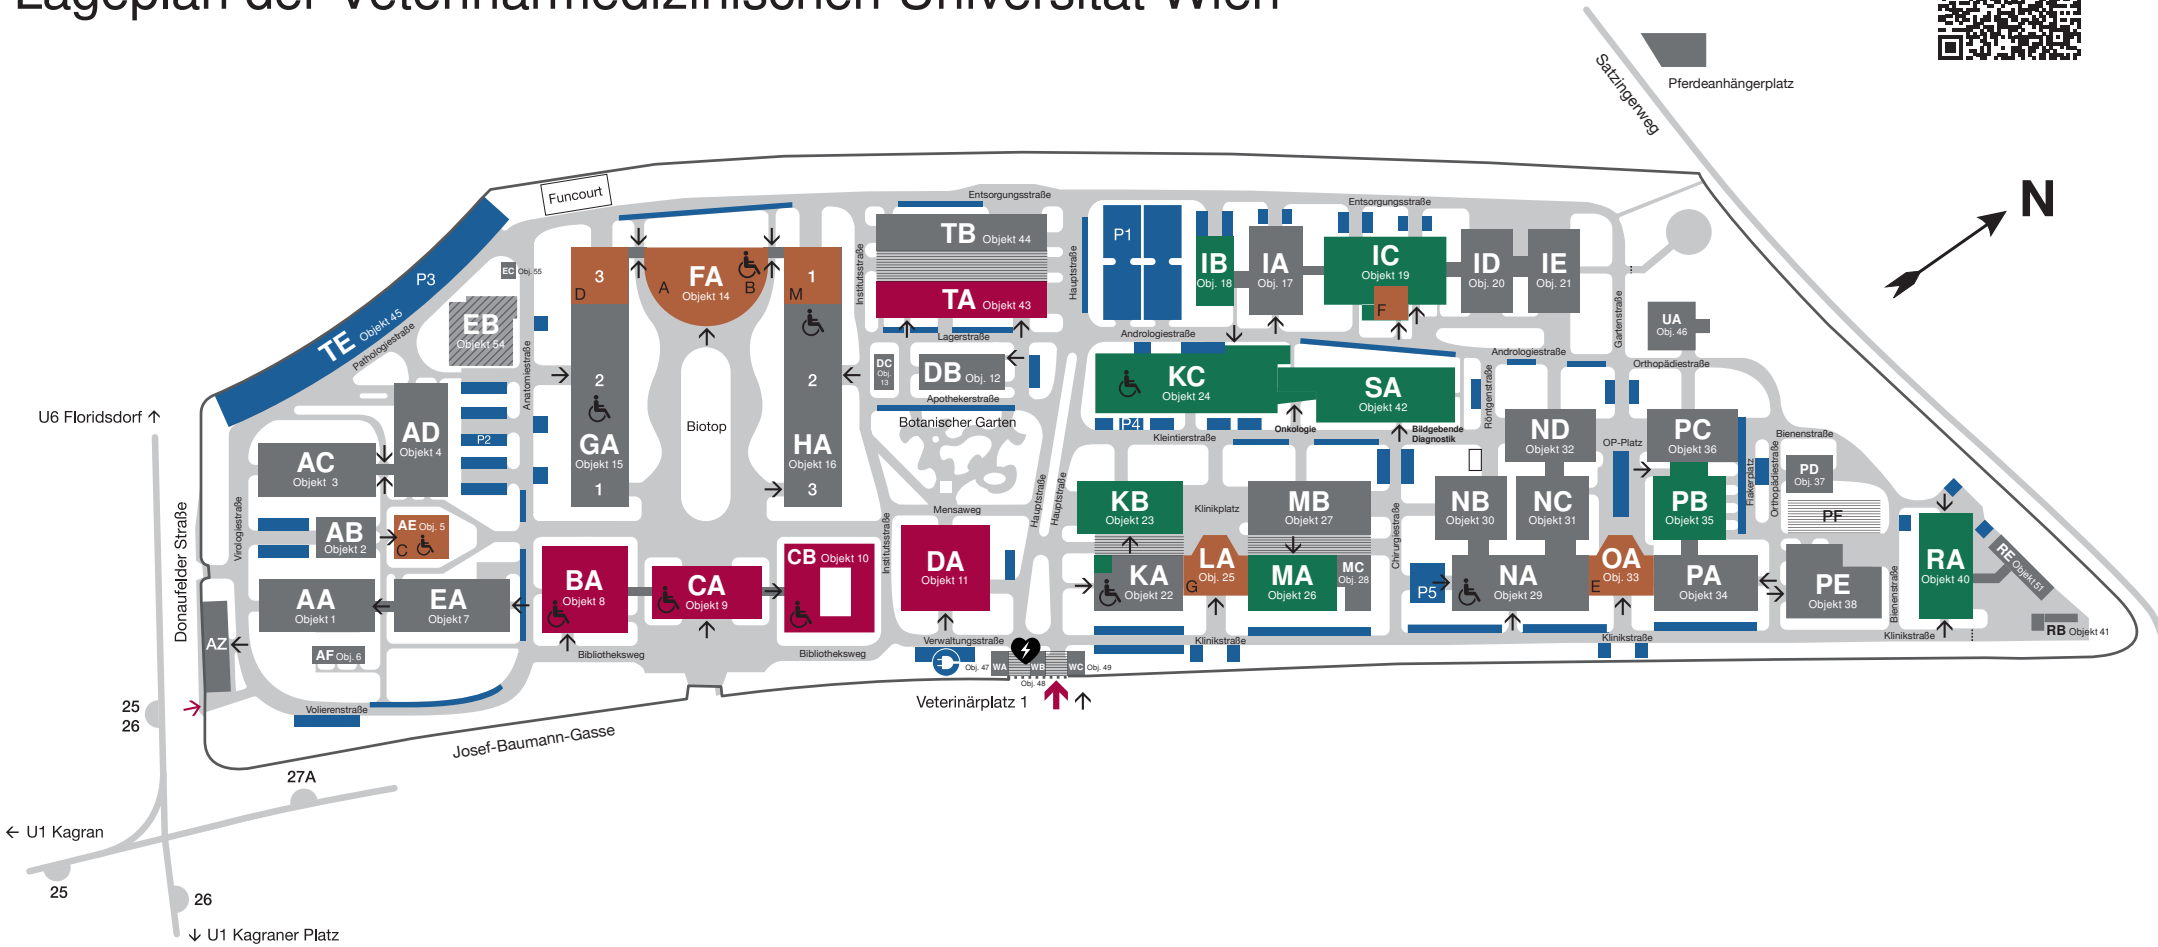 Lageplan der Veterinärmedizinischen Universität Wien
Satzingerweg
Pferdeanhängerplatz
N
Funcourt
Entsorgungsstraße
Entsorgungsstraße
TE Objekt 45
P3
Pathologiestraße
EC Obj. 55
EB
Objekt 54
Anatomiestraße
3
D
A
FA
Objekt 14
B
1
M
Institutsstraße
TB Objekt 44
TA Objekt 43
Lagerstraße
Hauptstraße
P1
IB
Obj. 18
IA
Obj. 17
IC
Objekt 19
F
ID
Obj. 20
IE
Obj. 21
Gartenstraße
UA
Obj. 46
Andrologiestraße
Andrologiestraße
Orthopädiestraße
DC
Obj.
13
DB Obj. 12
Apothekerstraße
Botanischer Garten
KC
Objekt 24
SA
Objekt 42
Röntgenstraße
P4
Kleintierstraße
Onkologie
Bildgebende
Diagnostik
U6 Floridsdorf
AD
Objekt 4
AC
Objekt 3
P2
2
GA
Objekt 15
1
Biotop
2
HA
Objekt 16
3
ND
Objekt 32
OP-Platz
PC
Objekt 36
Bienenstraße
Fiakerplatz
Orthopädiestraße
PD
Obj. 37
PF
Donaufelder Straße
Virologiestraße
AB
Objekt 2
AE Obj. 5
C
Mensaweg
Hauptstraße
Hauptstraße
KB
Objekt 23
Klinikplatz
MB
Objekt 27
Chirurgiestraße
NB
Objekt 30
NC
Objekt 31
PB
Objekt 35
AA
Objekt 1
EA
Objekt 7
BA
Objekt 8
CA
Objekt 9
CB Objekt 10
Institutsstraße
DA
Objekt 11
KA
Objekt 22
LA
Obj. 25
G
MA
Objekt 26
MC
Obj. 28
P5
NA
Objekt 29
OA
Obj. 33
E
PA
Objekt 34
PE
Objekt 38
Bienenstraße
RA
Objekt 40
RE Objekt 51
RB Objekt 41
AZ
AF Obj. 6
Bibliotheksweg
Bibliotheksweg
Verwaltungsstraße
Klinikstraße
Klinikstraße
Klinikstraße
Obj. 47
WA
WB
WC
Obj. 49
Obj. 48
Veterinärplatz 1
Volierenstraße
25
26
Josef-Baumann-Gasse
27A
U1 Kagran
25
26
U1 Kagraner Platz